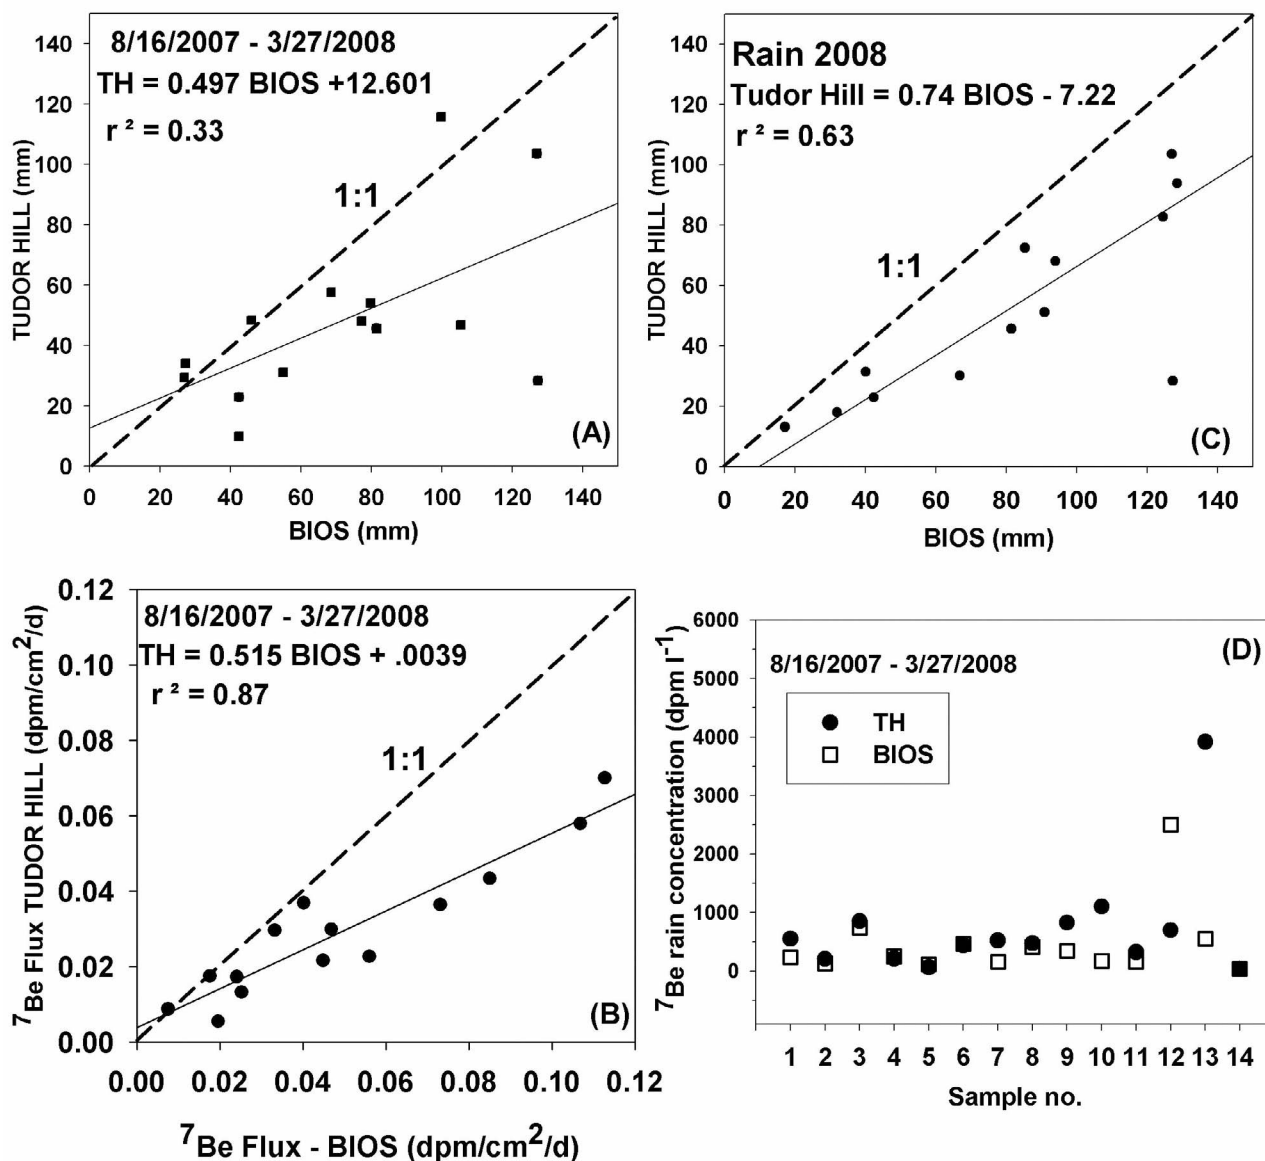 8/16/2007 - 3/27/2008
TH = 0.497 BIOS +12.601
r ² = 0.33
1:1
(A)
TUDOR HILL (mm)
140
120
100
80
60
40
20
0
0 20 40 60 80 100 120 140
BIOS (mm)
Rain 2008
Tudor Hill = 0.74 BIOS - 7.22
r ² = 0.63
1:1
(C)
TUDOR HILL (mm)
140
120
100
80
60
40
20
0
0 20 40 60 80 100 120 140
BIOS (mm)
8/16/2007 - 3/27/2008
TH = 0.515 BIOS + .0039
r ² = 0.87
1:1
(B)
⁷Be Flux TUDOR HILL (dpm/cm²/d)
0.12
0.10
0.08
0.06
0.04
0.02
0.00
0.00 0.02 0.04 0.06 0.08 0.10 0.12
⁷Be Flux - BIOS (dpm/cm²/d)
(D)
8/16/2007 - 3/27/2008
TH
BIOS
⁷Be rain concentration (dpm l⁻¹)
6000
5000
4000
3000
2000
1000
0
1 2 3 4 5 6 7 8 9 10 11 12 13 14
Sample no.